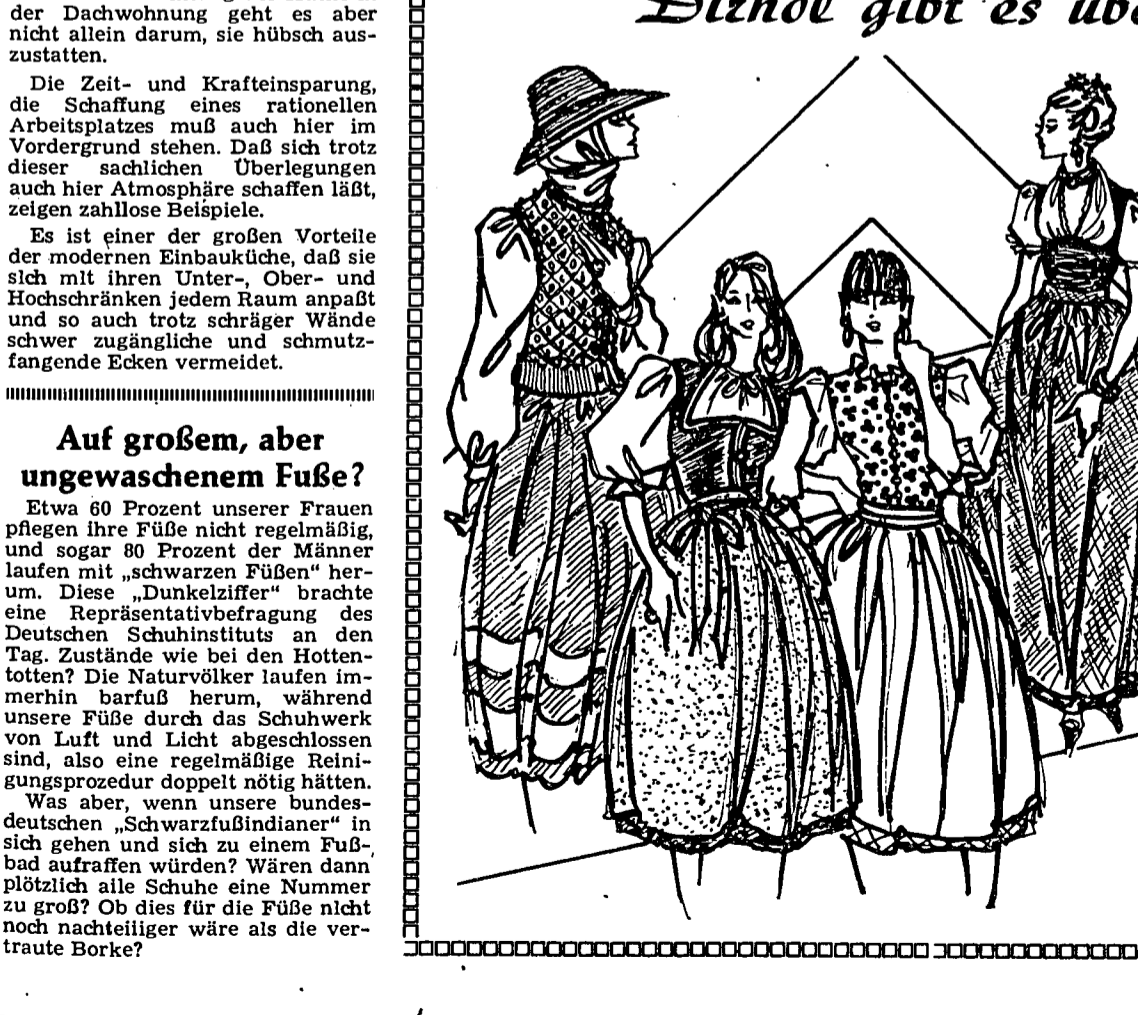 der Dachwohnung geht es aber
nicht allein darum, sie hübsch aus-
zustatten.
Die Zeit- und Krafteinsparung,
die Schaffung eines rationellen
Arbeitsplatzes muß auch hier im
Vordergrund stehen. Daß sich trotz
dieser sachlichen Überlegungen
auch hier Atmosphäre schaffen läßt,
zeigen zahllose Beispiele.
Es ist einer der großen Vorteile
der modernen Einbauküche, daß sie
sich mit ihren Unter-, Ober- und
Hochschränken jedem Raum anpaßt
und so auch trotz schräger Wände
schwer zugängliche und schmutz-
fangende Ecken vermeidet.
Auf großem, aber
ungewaschenem Fuße?
Etwa 60 Prozent unserer Frauen
pflegen ihre Füße nicht regelmäßig,
und sogar 80 Prozent der Männer
laufen mit „schwarzen Füßen“ her-
um. Diese „Dunkelziffer“ brachte
eine Repräsentativbefragung des
Deutschen Schuhinstituts an den
Tag. Zustände wie bei den Hotten-
totten? Die Naturvölker laufen im-
merhin barfuß herum, während
unsere Füße durch das Schuhwerk
von Luft und Licht abgeschlossen
sind, also eine regelmäßige Reini-
gungsprozedur doppelt nötig hätten.
Was aber, wenn unsere bundes-
deutschen „Schwarzfußindianer“ in
sich gehen und sich zu einem Fuß-
bad aufraffen würden? Wären dann
plötzlich alle Schuhe eine Nummer
zu groß? Ob dies für die Füße nicht
noch nachteiliger wäre als die ver-
traute Borke?
gibt es